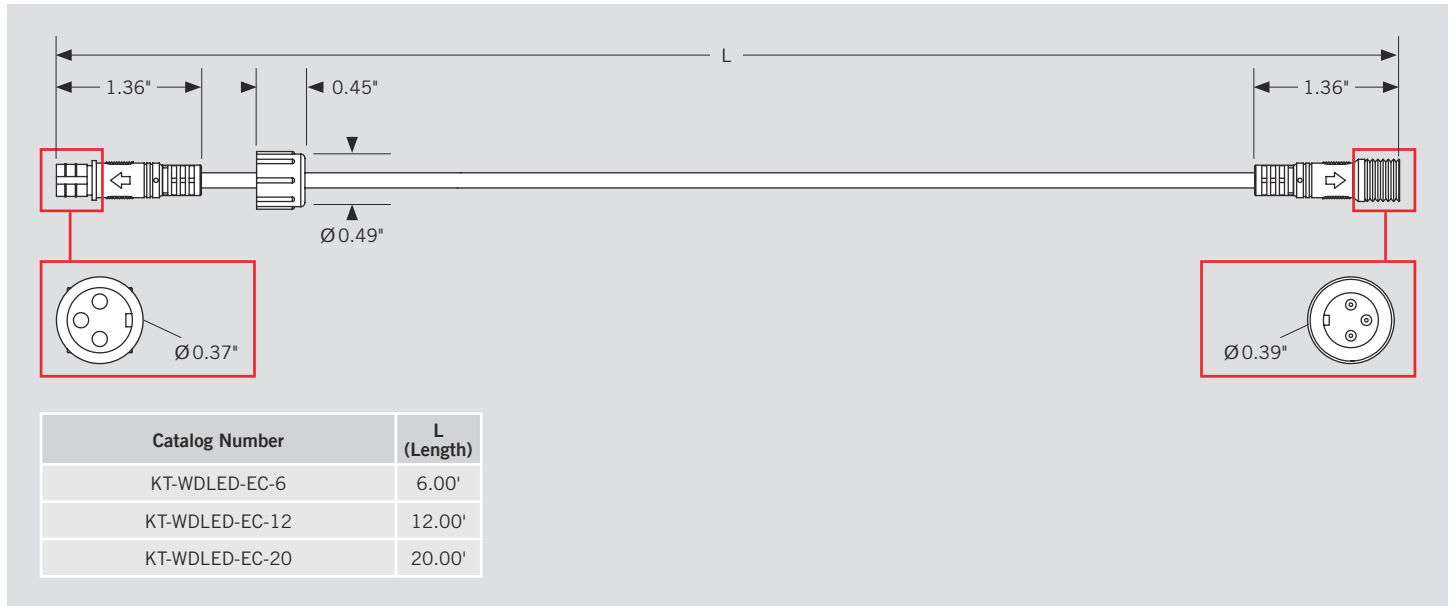 L
1.36"
0.45"
1.36"
Ø0.49"
Ø0.37"
Ø0.39"
Catalog Number L (Length)
KT-WDLED-EC-6 6.00'
KT-WDLED-EC-12 12.00'
KT-WDLED-EC-20 20.00'